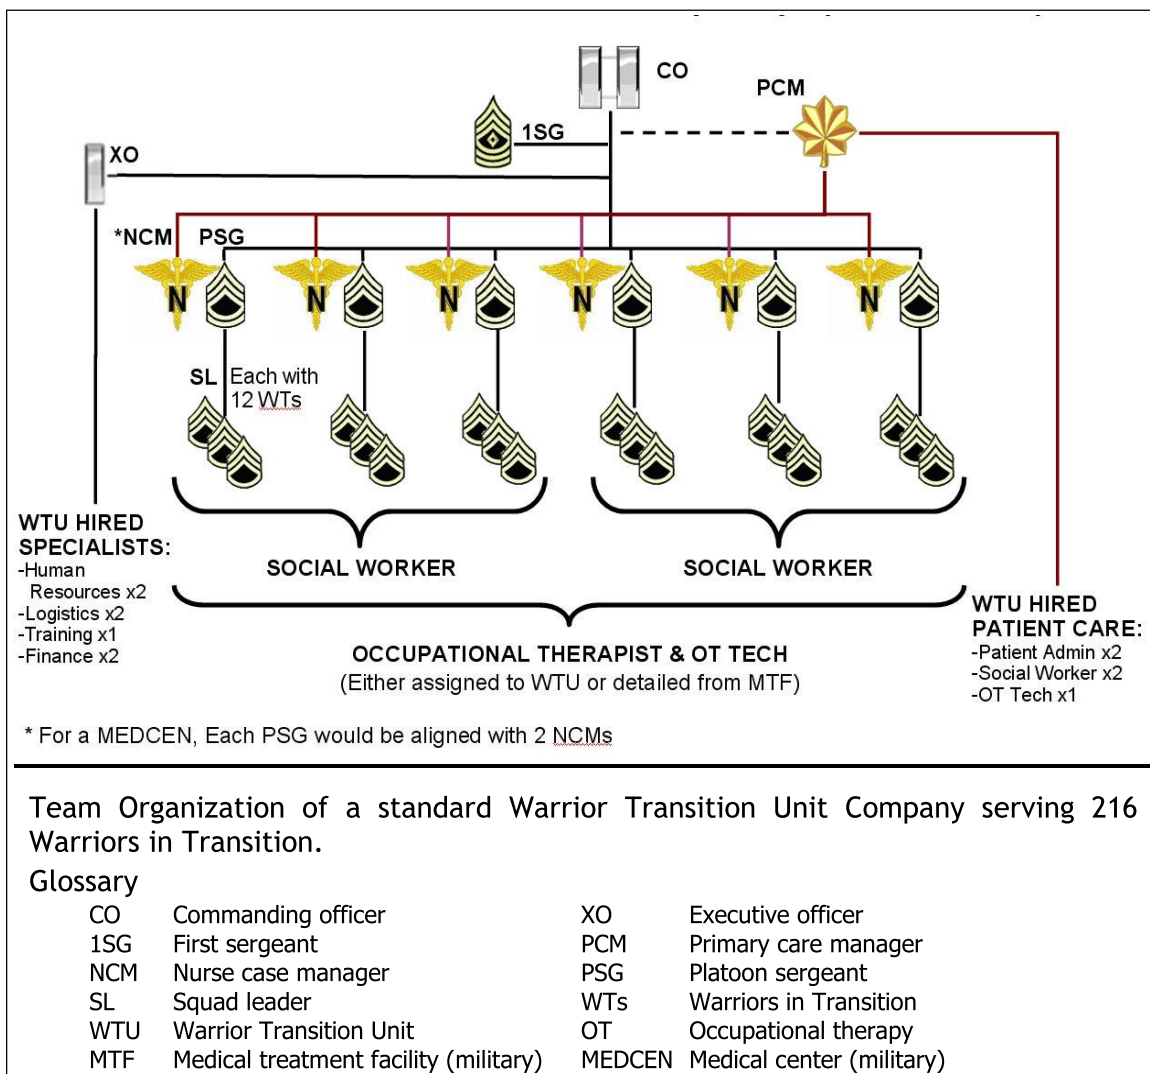 CO
PCM
1SG
XO
*NCM PSG
N N N N N N
SL Each with
12 WTs
WTU HIRED
SPECIALISTS:
-Human
Resources x2
-Logistics x2
-Training x1
-Finance x2
SOCIAL WORKER
SOCIAL WORKER
OCCUPATIONAL THERAPIST & OT TECH
(Either assigned to WTU or detailed from MTF)
WTU HIRED
PATIENT CARE:
-Patient Admin x2
-Social Worker x2
-OT Tech x1
* For a MEDCEN, Each PSG would be aligned with 2 NCMs
Team Organization of a standard Warrior Transition Unit Company serving 216
Warriors in Transition.
Glossary
CO Commanding officer XO Executive officer
1SG First sergeant PCM Primary care manager
NCM Nurse case manager PSG Platoon sergeant
SL Squad leader WTs Warriors in Transition
WTU Warrior Transition Unit OT Occupational therapy
MTF Medical treatment facility (military) MEDCEN Medical center (military)